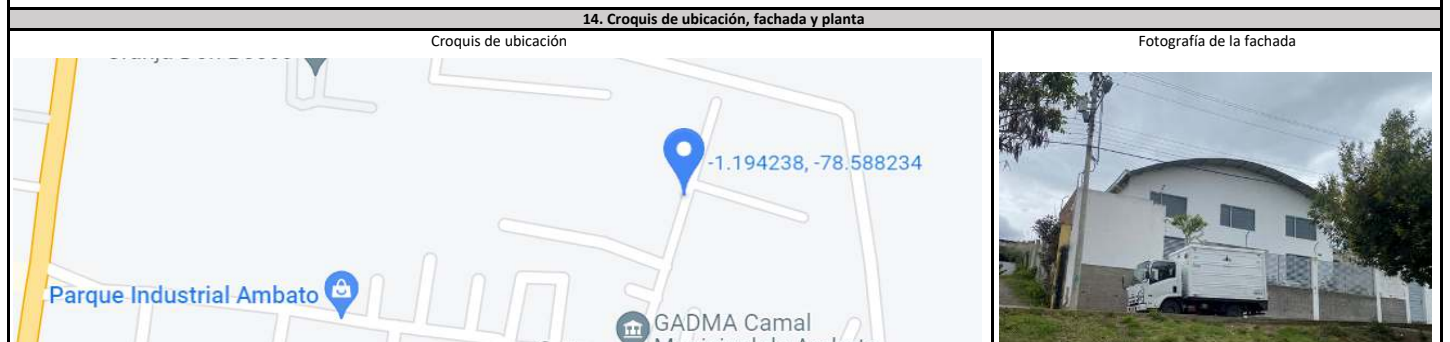 14. Croquis de ubicación, fachada y planta
Croquis de ubicación
Fotografía de la fachada
-1.194238, -78.588234
Parque Industrial Ambato
GADMA Camal